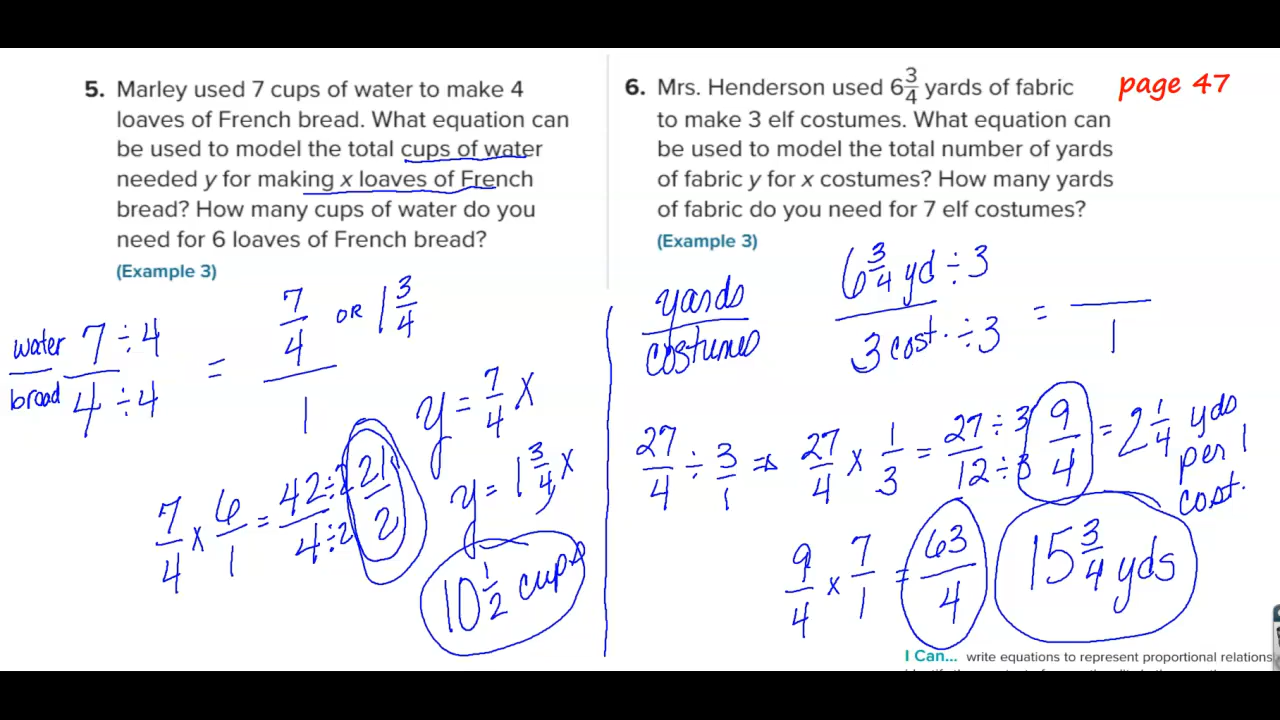 5. Marley used 7 cups of water to make 4
loaves of French bread. What equation can
be used to model the total cups of water
needed y for making x loaves of French
bread? How many cups of water do you
need for 6 loaves of French bread?
(Example 3)
water/bread 7 ÷ 4 / 4 ÷ 4 = 7/4 / 1 OR 1 3/4
y = 7/4 x
y = 1 3/4 x
7/4 × 6/1 = 42 ÷ 2 / 4 ÷ 2 21/2
10 1/2 cups
6. Mrs. Henderson used 6 3/4 yards of fabric
to make 3 elf costumes. What equation can
be used to model the total number of yards
of fabric y for x costumes? How many yards
of fabric do you need for 7 elf costumes?
(Example 3)
page 47
yards/costumes 6 3/4 yd ÷ 3 / 3 cost. ÷ 3 = /1
27/4 ÷ 3/1 ⇒ 27/4 × 1/3 = 27 ÷ 3 / 12 ÷ 3 9/4 = 2 1/4 yds
per 1
cost.
9/4 × 7/1 = 63/4 15 3/4 yds
I Can... write equations to represent proportional relations